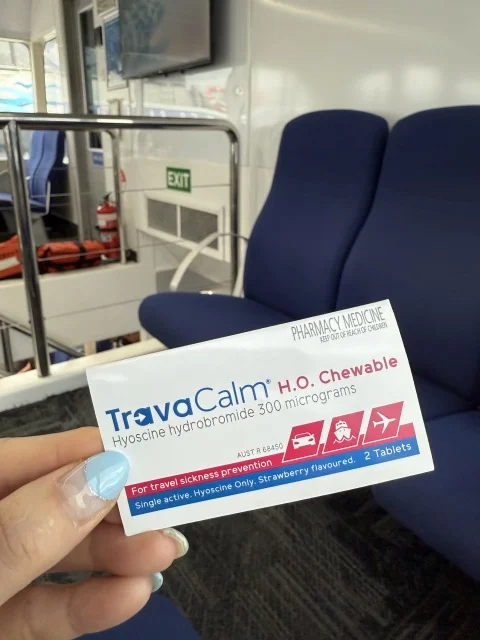 EXIT
PHARMACY MEDICINE
KEEP OUT OF REACH OF CHILDREN
TravaCalm® H.O. Chewable
Hyoscine hydrobromide 300 micrograms
AUST R 68450
For travel sickness prevention
Single active. Hyoscine Only. Strawberry flavoured. 2 Tablets